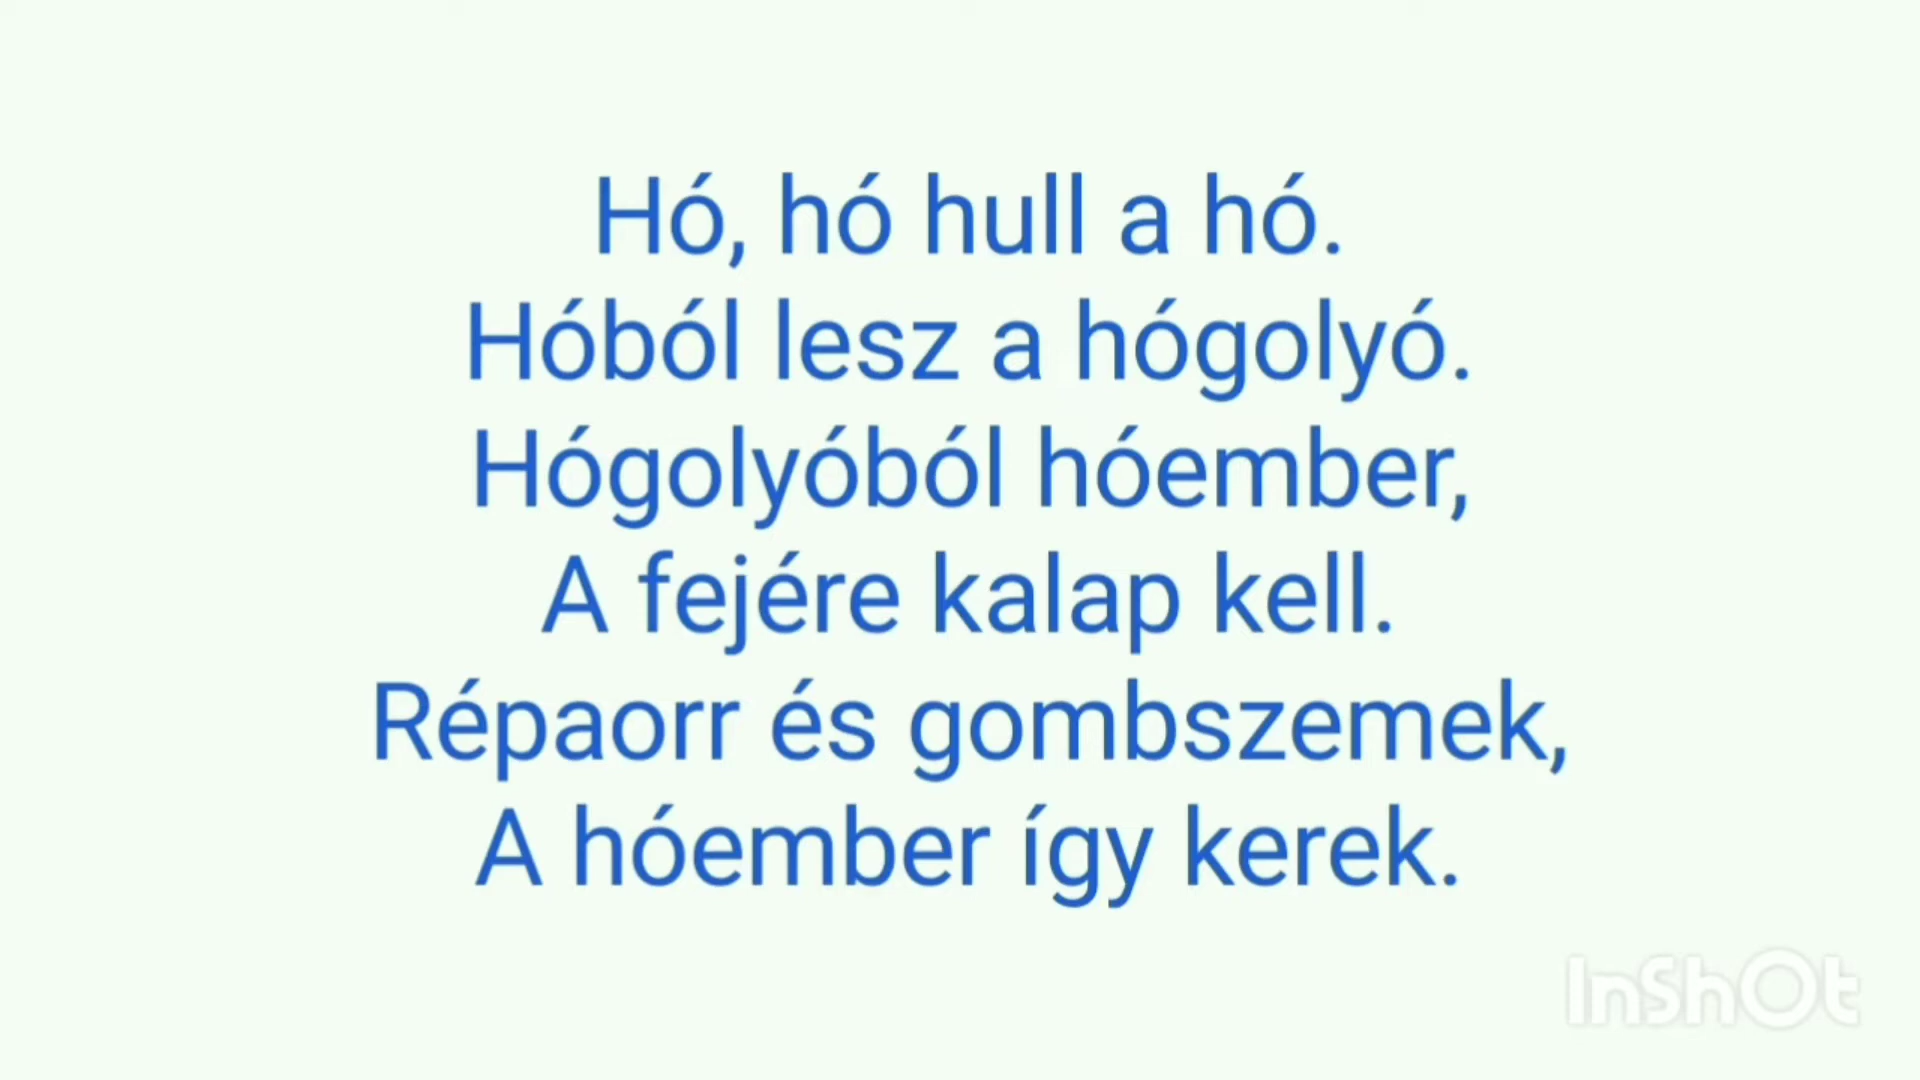 Hó, hó hull a hó.
Hóból lesz a hógolyó.
Hógolyóból hóember,
A fejére kalap kell.
Répaorr és gombszemek,
A hóember így kerek.
InShOt